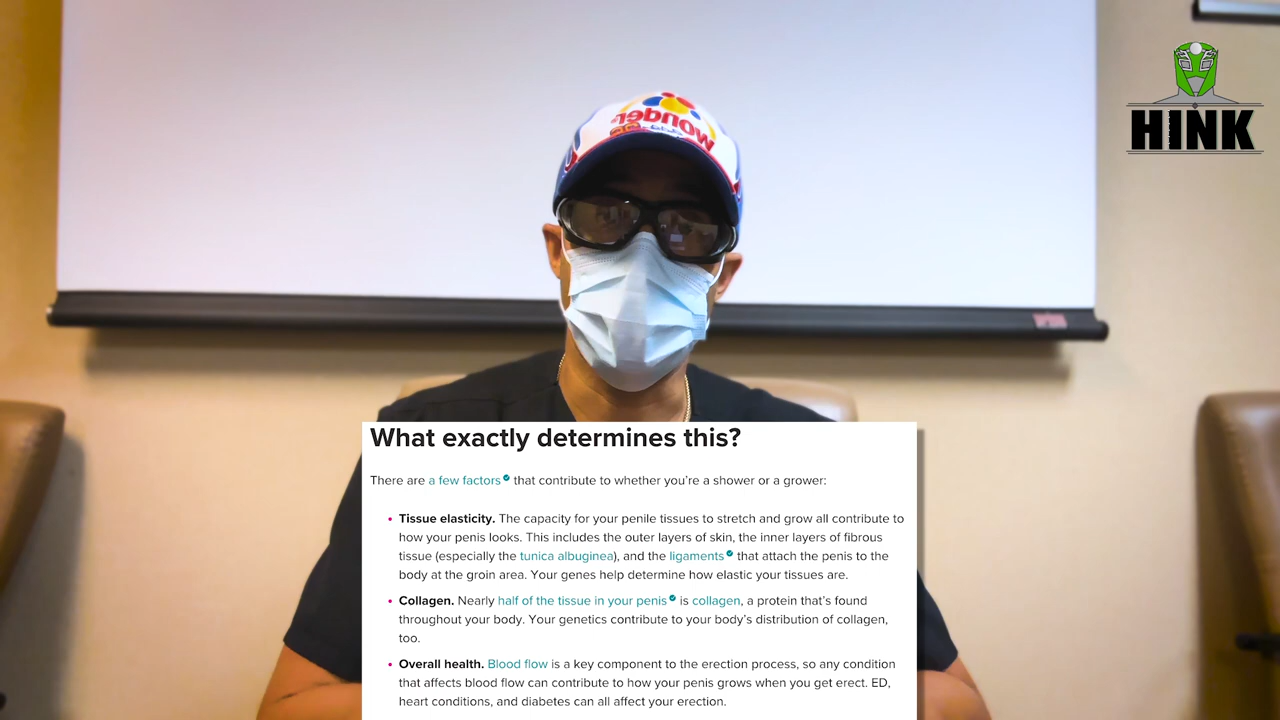 wonder
HINK
What exactly determines this?
There are a few factors that contribute to whether you're a shower or a grower:
• Tissue elasticity. The capacity for your penile tissues to stretch and grow all contribute to
how your penis looks. This includes the outer layers of skin, the inner layers of fibrous
tissue (especially the tunica albuginea), and the ligaments that attach the penis to the
body at the groin area. Your genes help determine how elastic your tissues are.
• Collagen. Nearly half of the tissue in your penis is collagen, a protein that's found
throughout your body. Your genetics contribute to your body's distribution of collagen,
too.
• Overall health. Blood flow is a key component to the erection process, so any condition
that affects blood flow can contribute to how your penis grows when you get erect. ED,
heart conditions, and diabetes can all affect your erection.